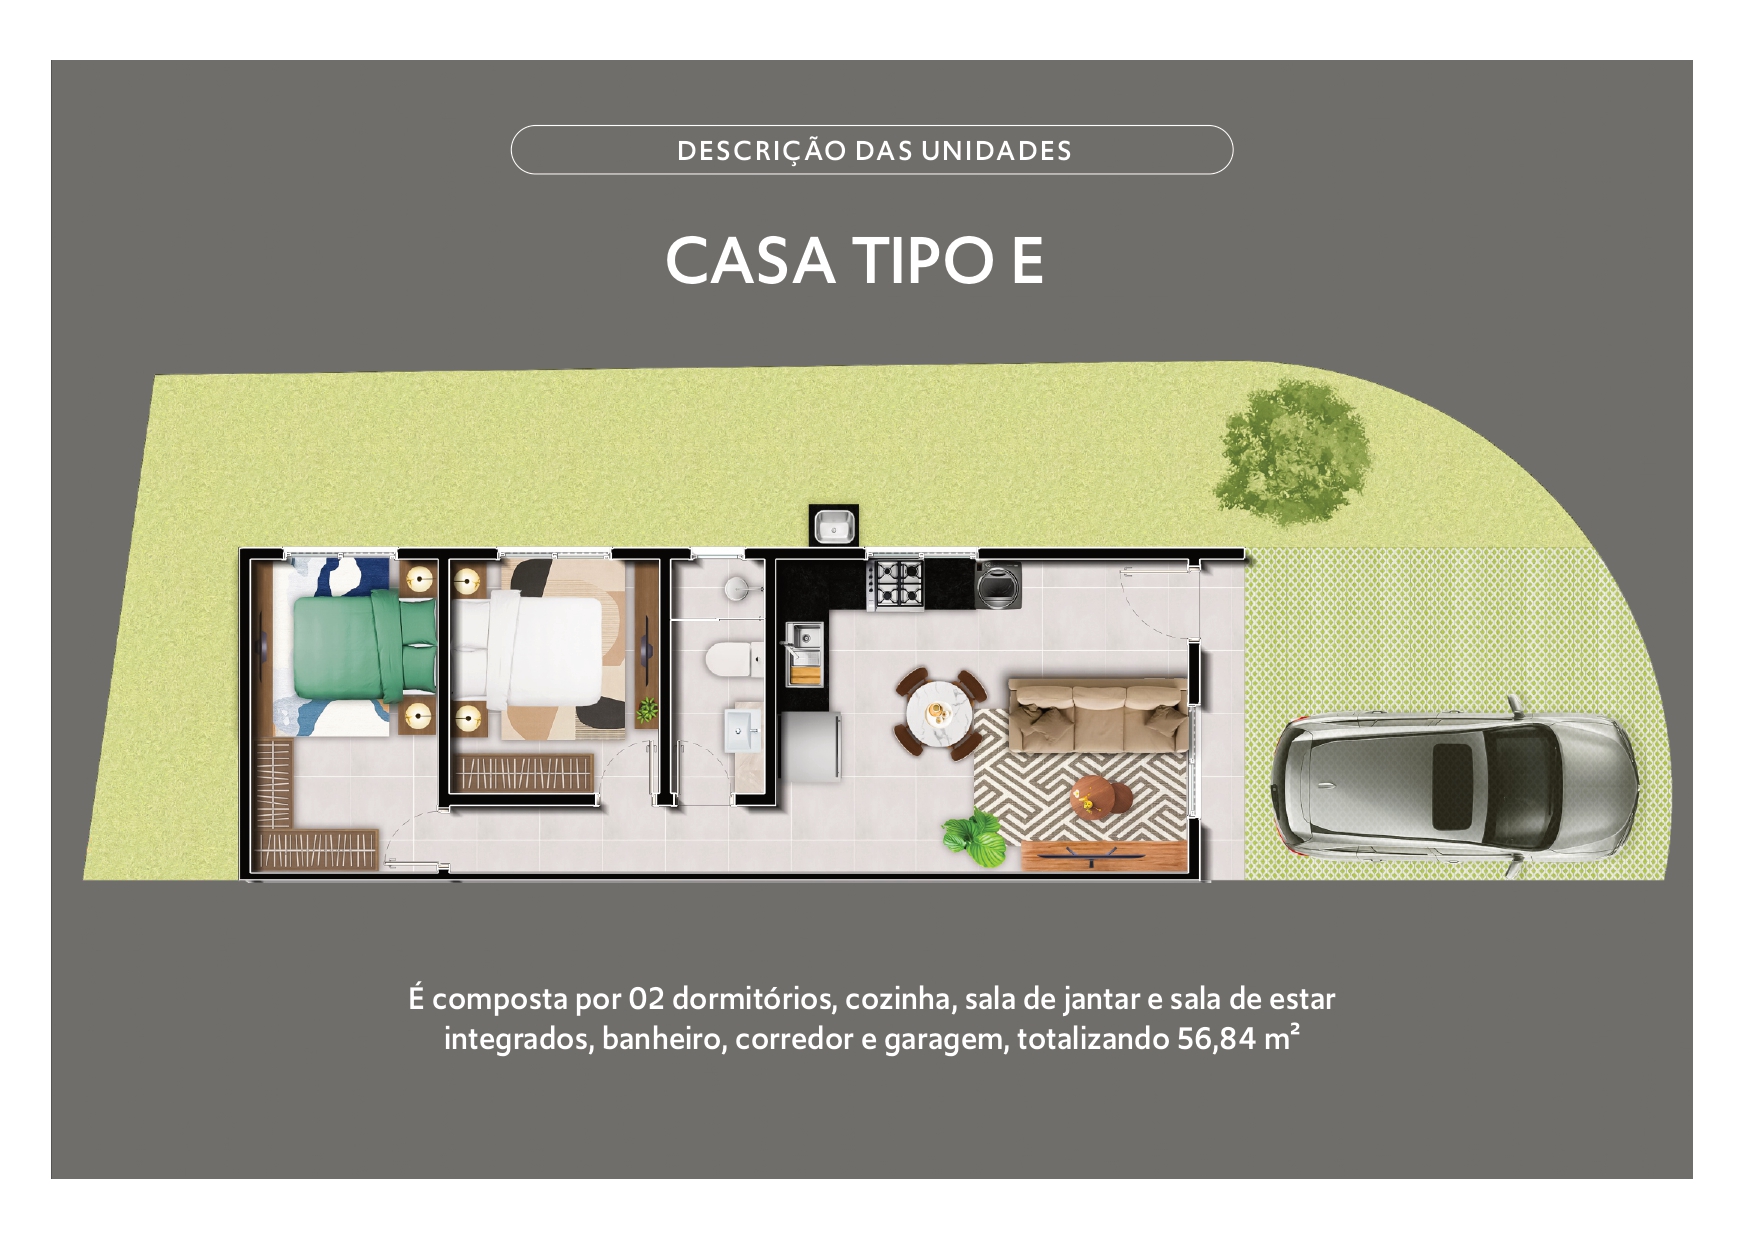 DESCRIÇÃO DAS UNIDADES
CASA TIPO E
É composta por 02 dormitórios, cozinha, sala de jantar e sala de estar
integrados, banheiro, corredor e garagem, totalizando 56,84 m²